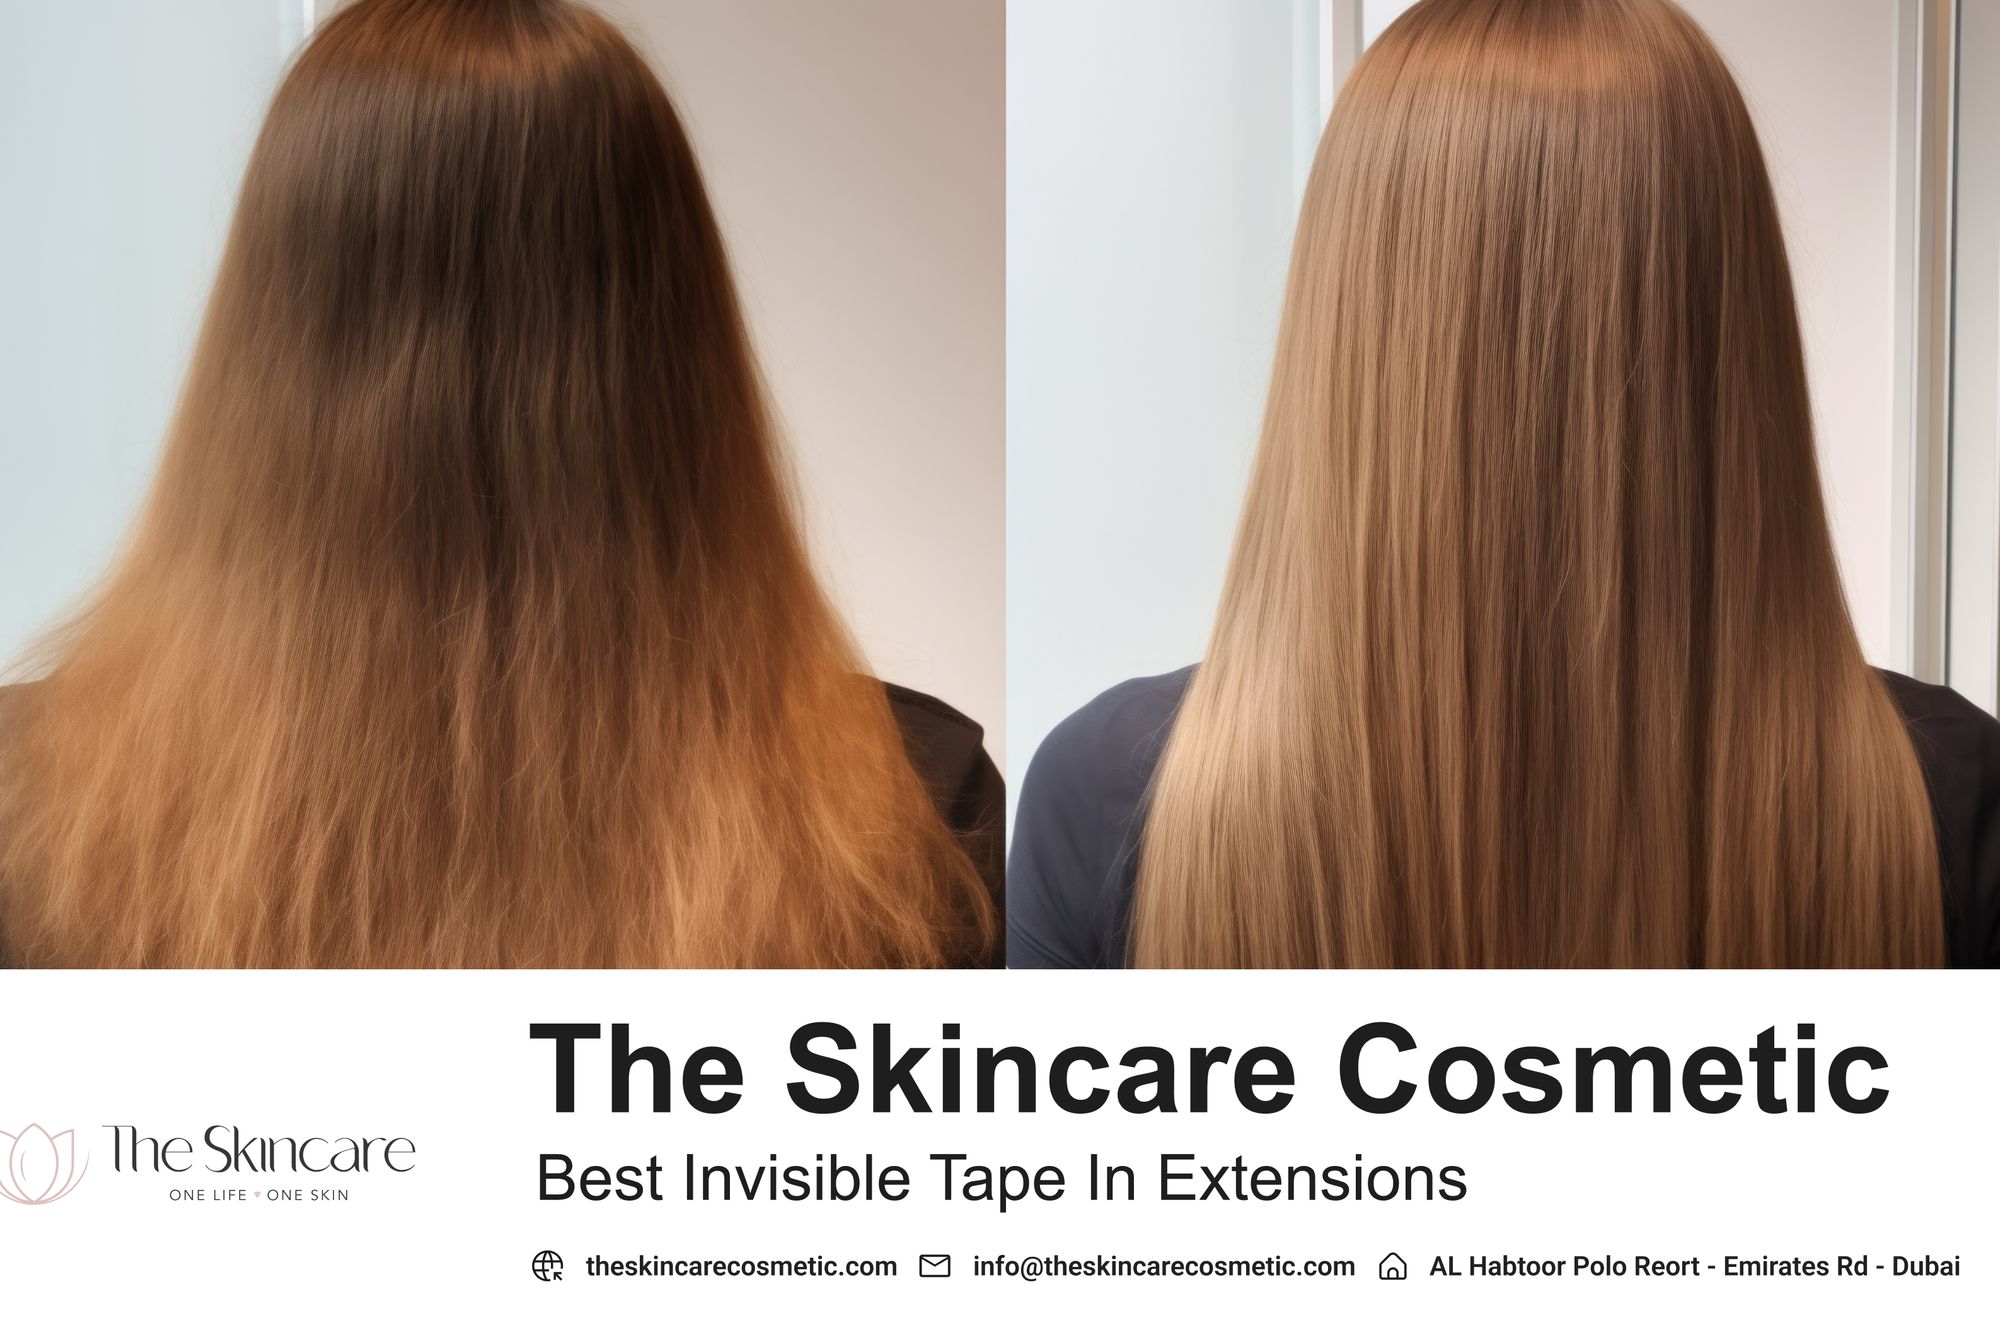 The Skincare Cosmetic
The Skincare
ONE LIFE ONE SKIN
Best Invisible Tape In Extensions
theskincarecosmetic.com info@theskincarecosmetic.com AL Habtoor Polo Reort - Emirates Rd - Dubai